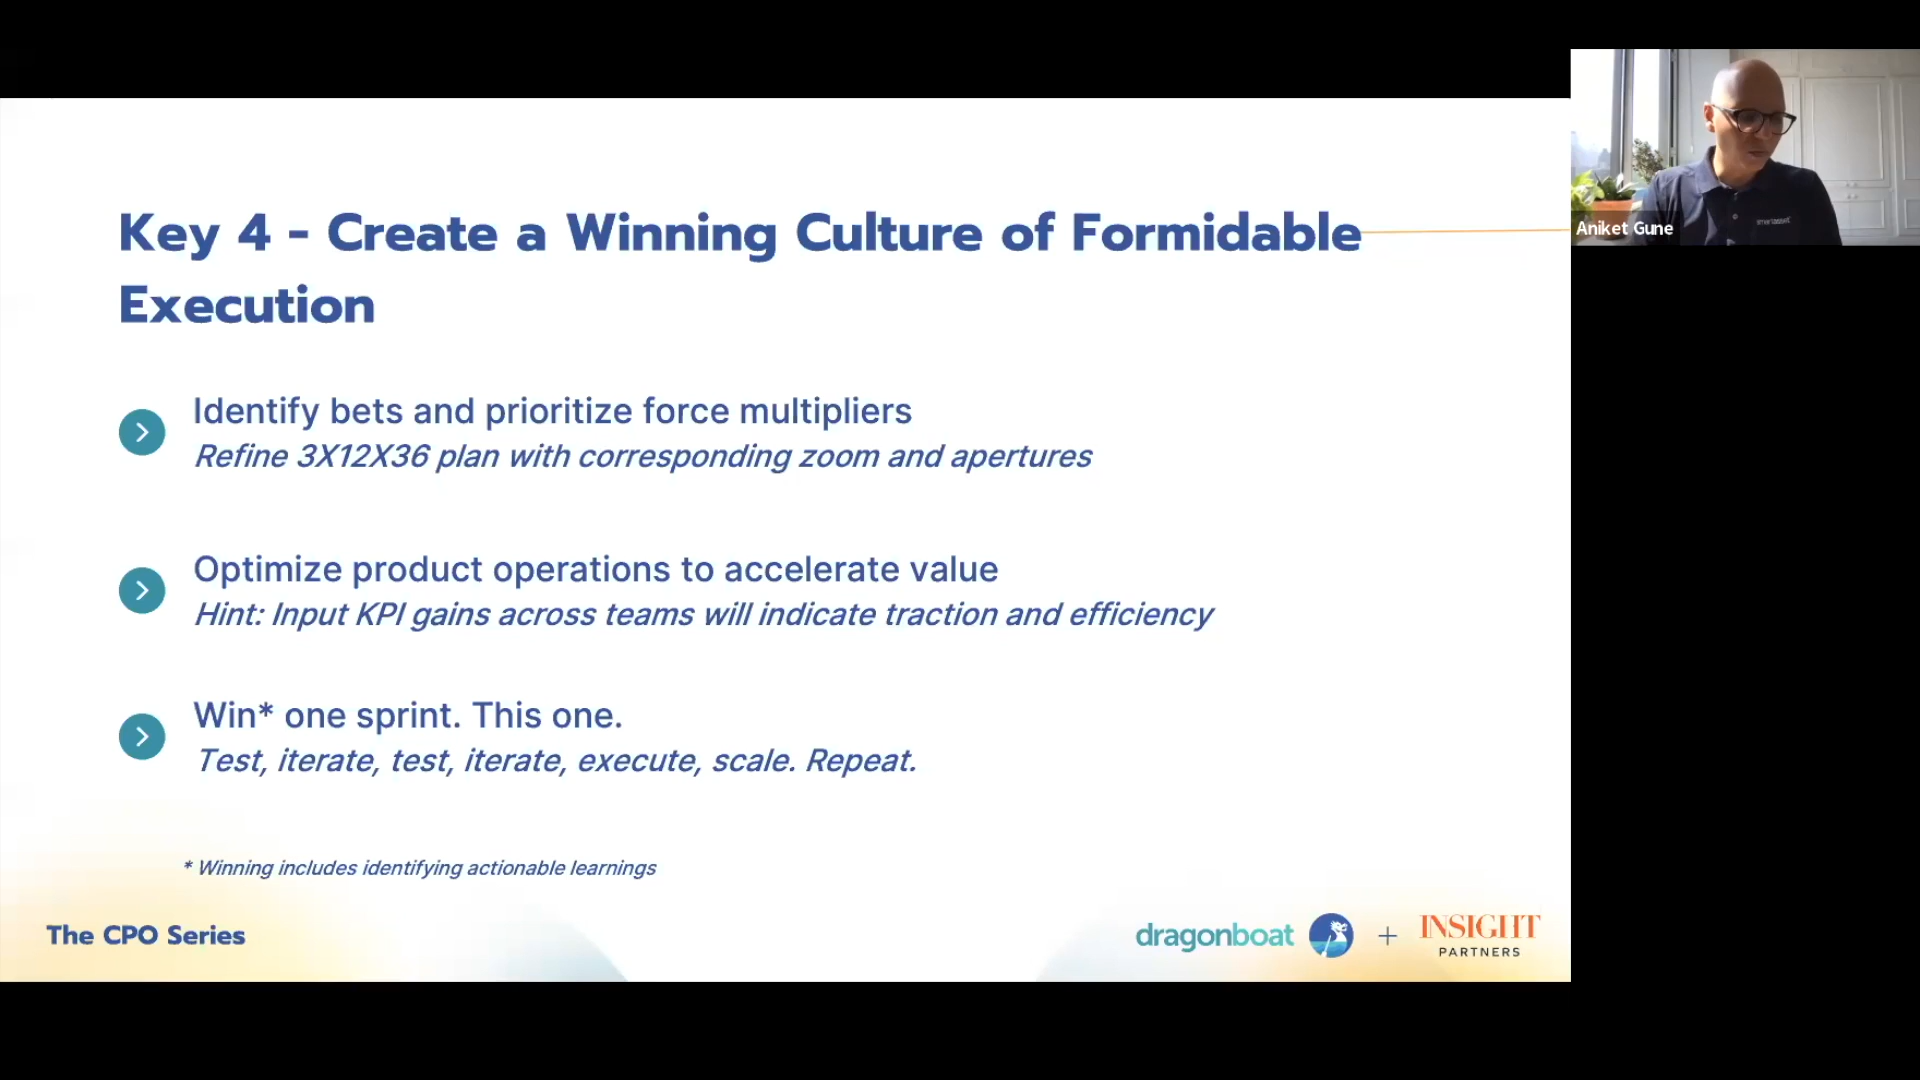 Key 4 - Create a Winning Culture of Formidable
Execution
Identify bets and prioritize force multipliers
Refine 3X12X36 plan with corresponding zoom and apertures
Optimize product operations to accelerate value
Hint: Input KPI gains across teams will indicate traction and efficiency
Win* one sprint. This one.
Test, iterate, test, iterate, execute, scale. Repeat.
* Winning includes identifying actionable learnings
The CPO Series
dragonboat + INSIGHT
PARTNERS
smartasset
Aniket Gune